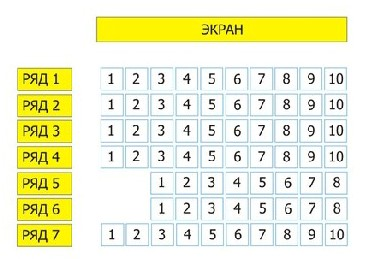 ЭКРАН
РЯД 1 1 2 3 4 5 6 7 8 9 10
РЯД 2 1 2 3 4 5 6 7 8 9 10
РЯД 3 1 2 3 4 5 6 7 8 9 10
РЯД 4 1 2 3 4 5 6 7 8 9 10
РЯД 5 1 2 3 4 5 6 7 8
РЯД 6 1 2 3 4 5 6 7 8
РЯД 7 1 2 3 4 5 6 7 8 9 10